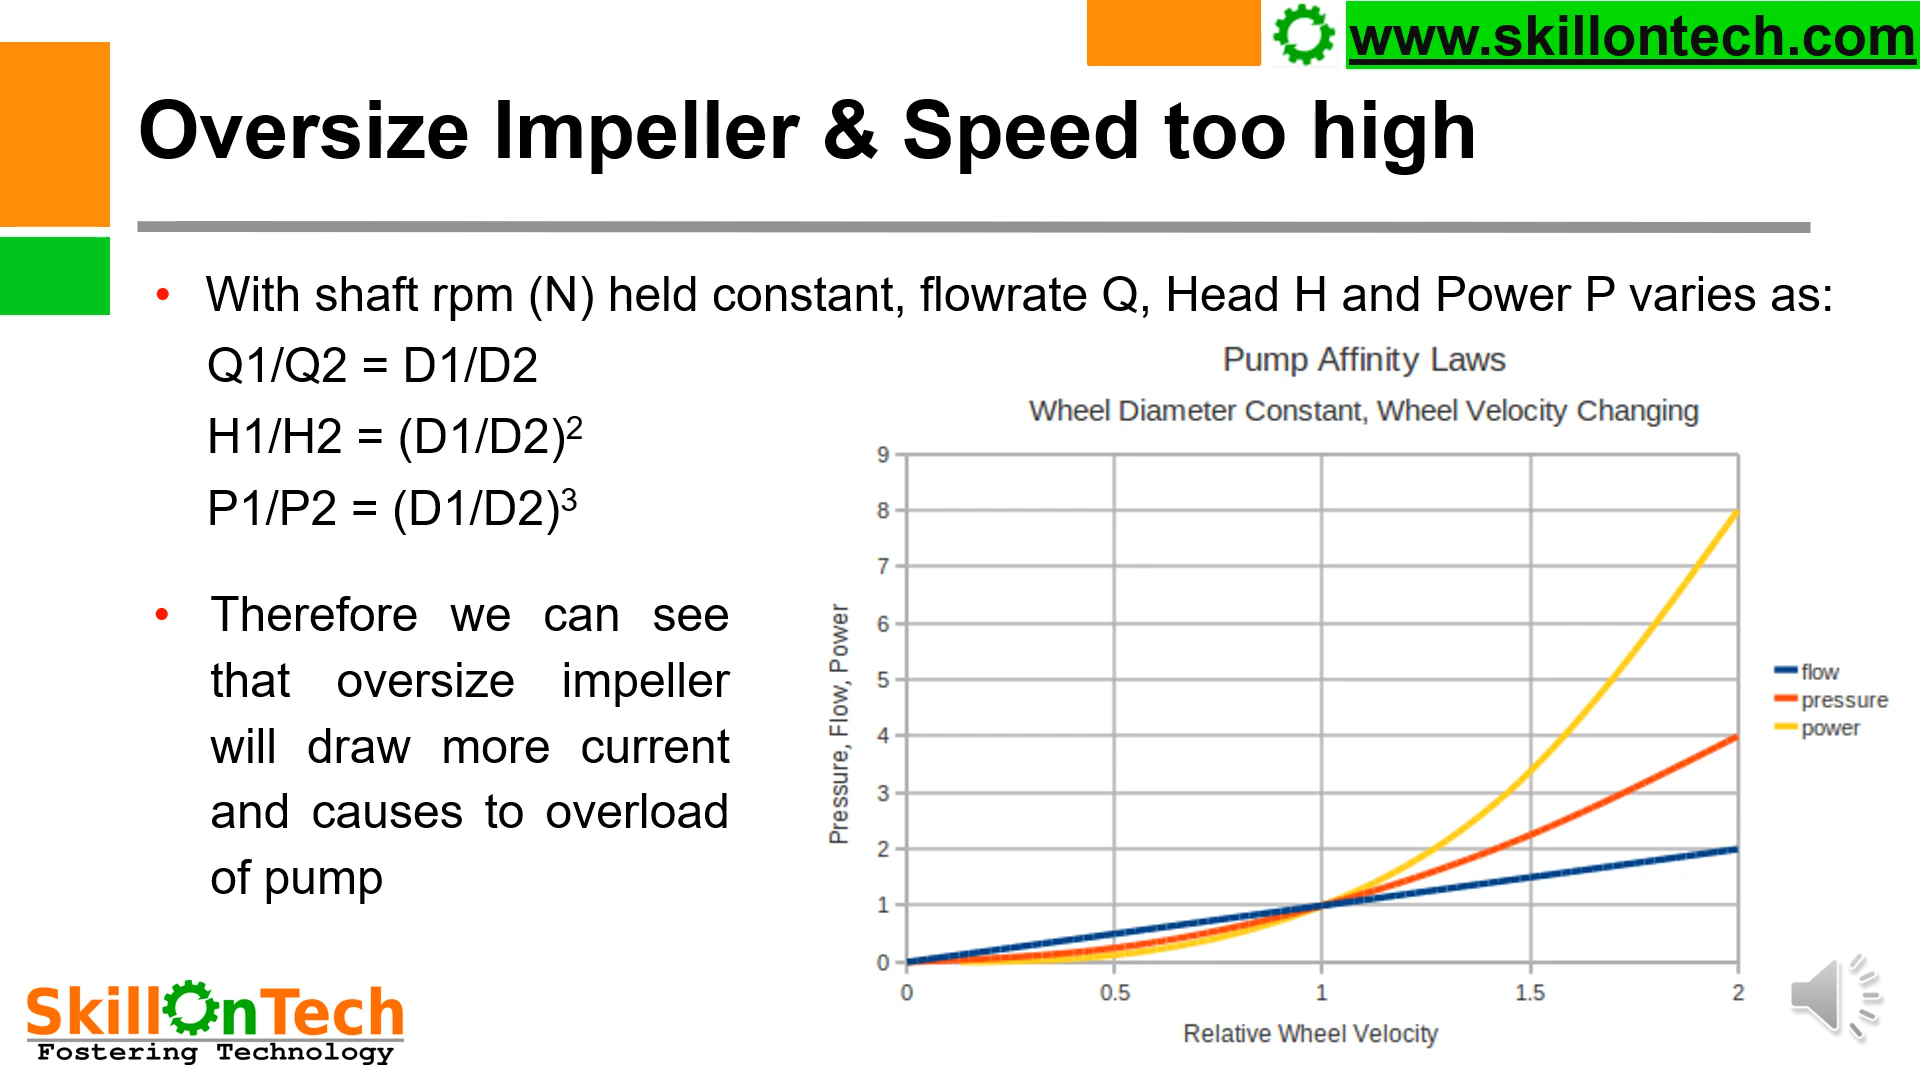 www.skillontech.com
Oversize Impeller & Speed too high
• With shaft rpm (N) held constant, flowrate Q, Head H and Power P varies as:
Q1/Q2 = D1/D2
H1/H2 = (D1/D2)²
P1/P2 = (D1/D2)³
• Therefore we can see
that oversize impeller
will draw more current
and causes to overload
of pump
Pump Affinity Laws
Wheel Diameter Constant, Wheel Velocity Changing
Pressure, Flow, Power
9
8
7
6
5
4
3
2
1
0
0 0.5 1 1.5 2
Relative Wheel Velocity
flow
pressure
power
SkillOnTech
Fostering Technology